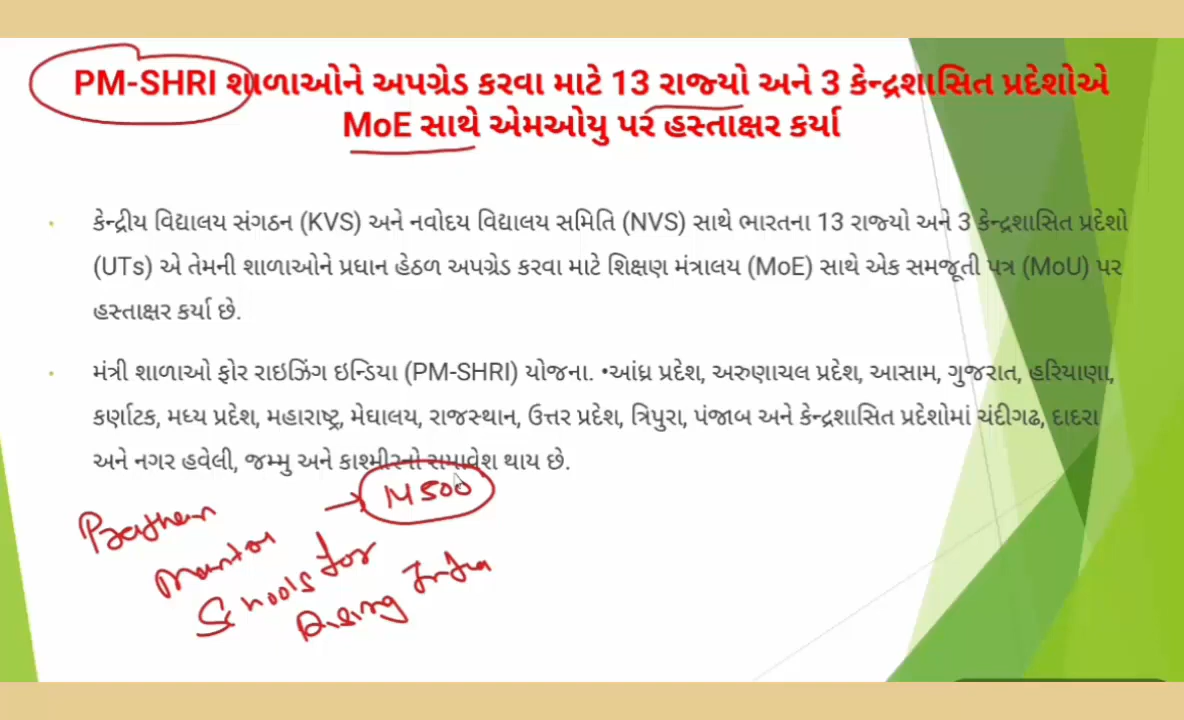 PM-SHRI શાળાઓને અપગ્રેડ કરવા માટે 13 રાજ્યો અને 3 કેન્દ્રશાસિત પ્રદેશોએ
MoE સાથે એમઓયુ પર હસ્તાક્ષર કર્યા
કેન્દ્રીય વિદ્યાલય સંગઠન (KVS) અને નવોદય વિદ્યાલય સમિતિ (NVS) સાથે ભારતના 13 રાજ્યો અને 3 કેન્દ્રશાસિત પ્રદેશો
(UTs) એ તેમની શાળાઓને પ્રધાન હેઠળ અપગ્રેડ કરવા માટે શિક્ષણ મંત્રાલય (MoE) સાથે એક સમજૂતી પત્ર (MoU) પર
હસ્તાક્ષર કર્યા છે.
મંત્રી શાળાઓ ફોર રાઇઝિંગ ઇન્ડિયા (PM-SHRI) યોજના. •આંધ્ર પ્રદેશ, અરુણાચલ પ્રદેશ, આસામ, ગુજરાત, હરિયાણા,
કર્ણાટક, મધ્ય પ્રદેશ, મહારાષ્ટ્ર, મેઘાલય, રાજસ્થાન, ઉત્તર પ્રદેશ, ત્રિપુરા, પંજાબ અને કેન્દ્રશાસિત પ્રદેશોમાં ચંદીગઢ, દાદરા
અને નગર હવેલી, જમ્મુ અને કાશ્મીરનો સમાવેશ થાય છે.
14500
Schools for
Rising India